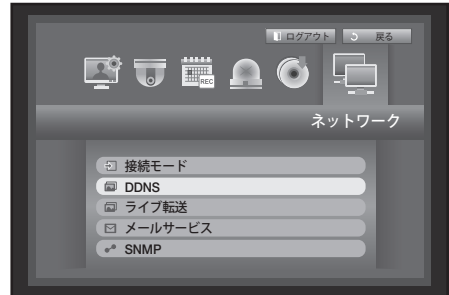 ログアウト
戻る
REC
ネットワーク
接続モード
DDNS
ライブ転送
メールサービス
SNMP